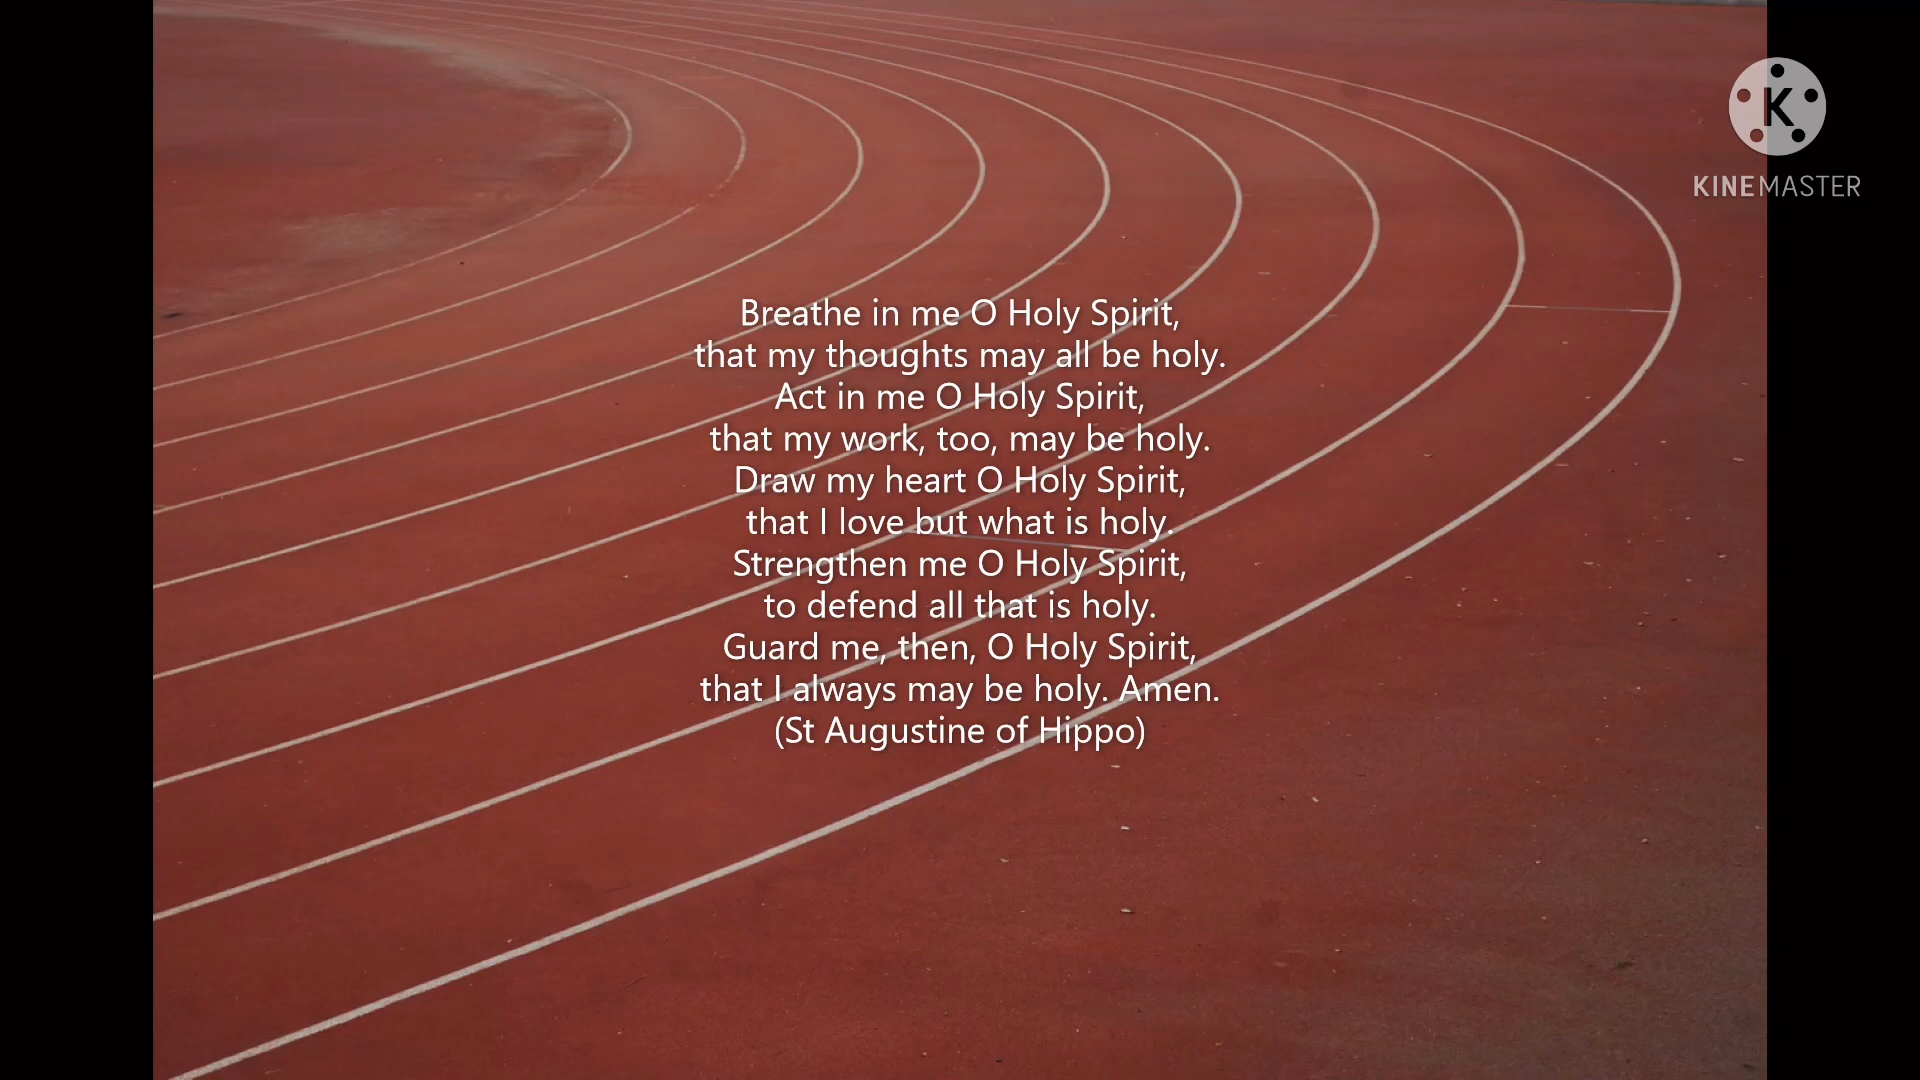 K
KINEMASTER
Breathe in me O Holy Spirit,
that my thoughts may all be holy.
Act in me O Holy Spirit,
that my work, too, may be holy.
Draw my heart O Holy Spirit,
that I love but what is holy.
Strengthen me O Holy Spirit,
to defend all that is holy.
Guard me, then, O Holy Spirit,
that I always may be holy. Amen.
(St Augustine of Hippo)